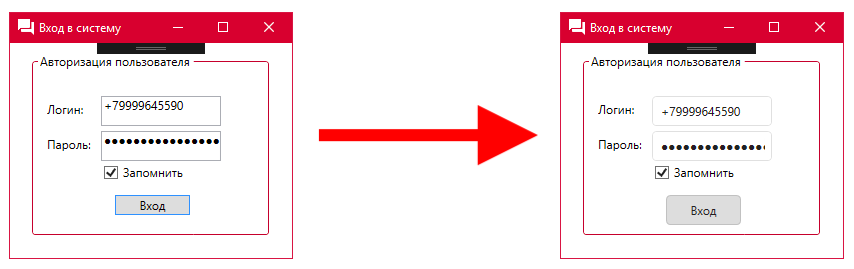 Вход в систему
Авторизация пользователя
Логин: +79999645590
Пароль: ●●●●●●●●●●●●●●●●
Запомнить
Вход
Вход в систему
Авторизация пользователя
Логин: +79999645590
Пароль: ●●●●●●●●●●●●●●●
Запомнить
Вход